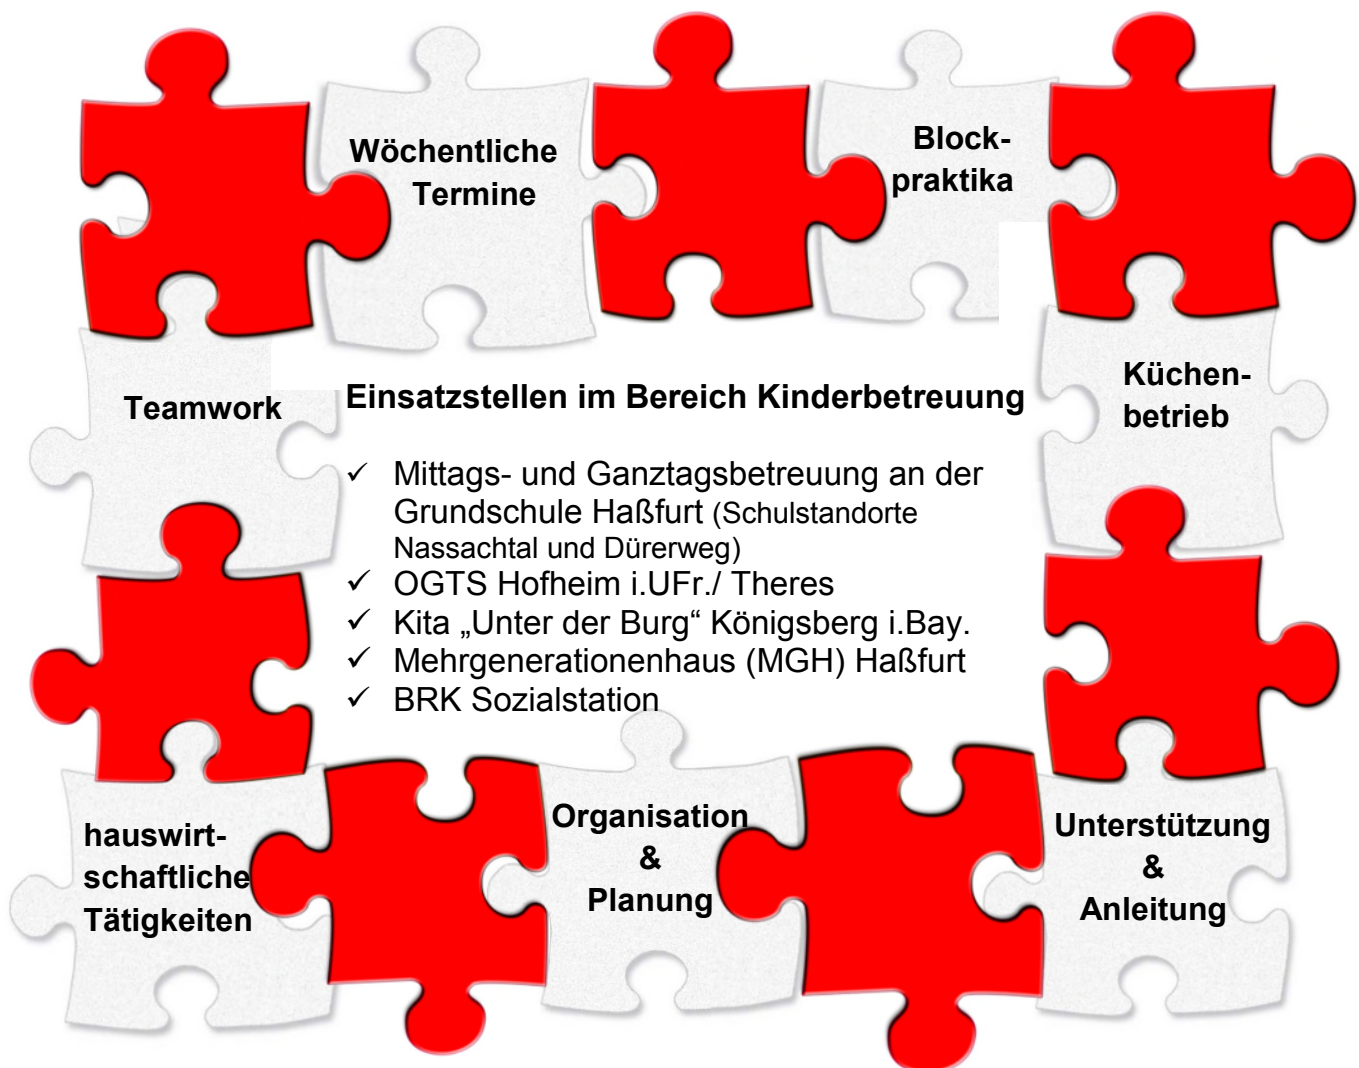 Wöchentliche
Termine
Block-
praktika
Teamwork
Einsatzstellen im Bereich Kinderbetreuung
Küchen-
betrieb
✓ Mittags- und Ganztagsbetreuung an der
Grundschule Haßfurt (Schulstandorte
Nassachtal und Dürerweg)
✓ OGTS Hofheim i.UFr./ Theres
✓ Kita „Unter der Burg“ Königsberg i.Bay.
✓ Mehrgenerationenhaus (MGH) Haßfurt
✓ BRK Sozialstation
hauswirt-
schaftliche
Tätigkeiten
Organisation
&
Planung
Unterstützung
&
Anleitung